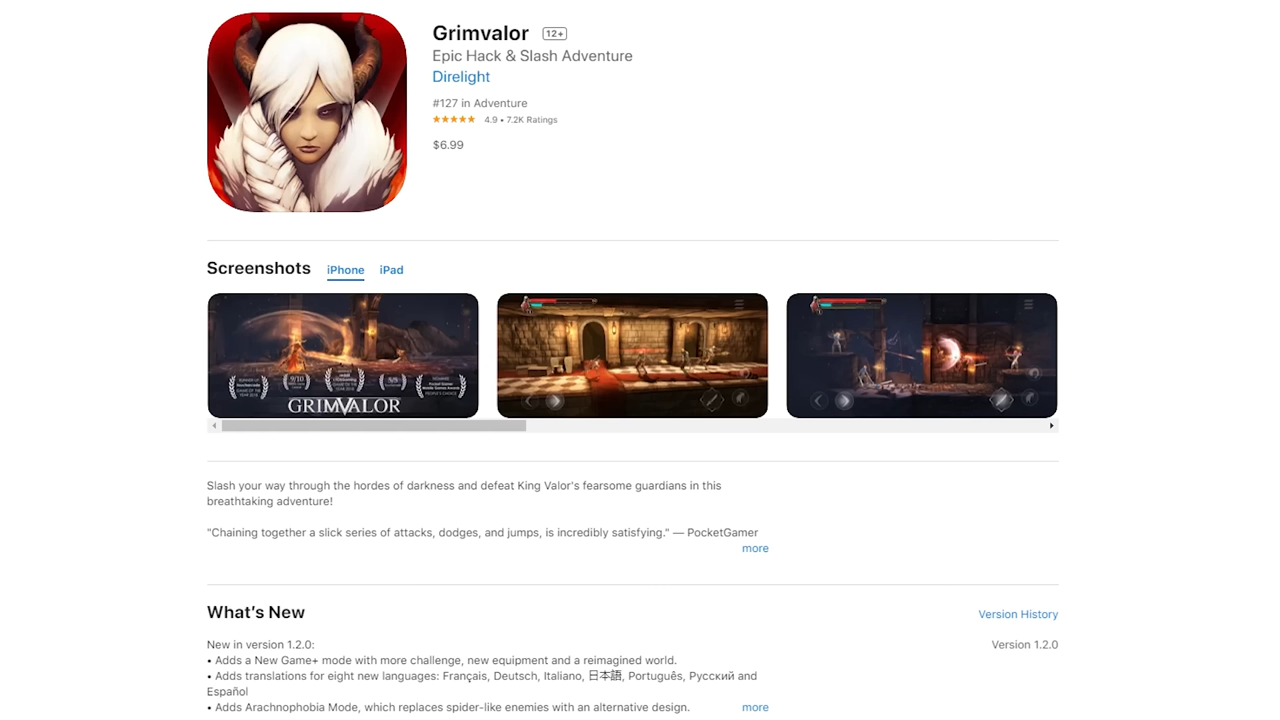 Grimvalor 12+
Epic Hack & Slash Adventure
Direlight
#127 in Adventure
4.9 • 7.2K Ratings
$6.99
Screenshots iPhone iPad
GRIMVALOR
Slash your way through the hordes of darkness and defeat King Valor's fearsome guardians in this
breathtaking adventure!
"Chaining together a slick series of attacks, dodges, and jumps, is incredibly satisfying." — PocketGamer
more
What's New Version History
New in version 1.2.0: Version 1.2.0
• Adds a New Game+ mode with more challenge, new equipment and a reimagined world.
• Adds translations for eight new languages: Français, Deutsch, Italiano, 日本語, Português, Русский and
Español
• Adds Arachnophobia Mode, which replaces spider-like enemies with an alternative design. more